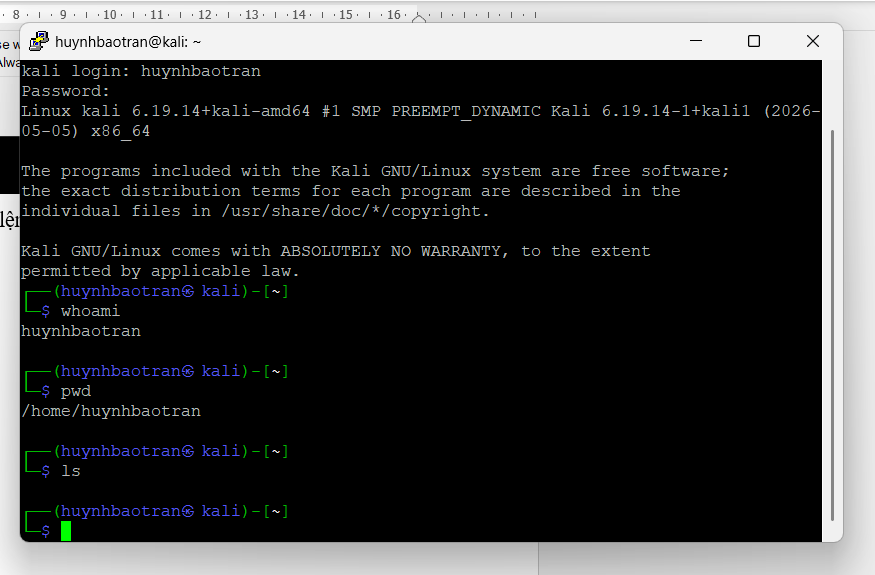 8 9 10 11 12 13 14 15 16
huynhbaotran@kali: ~
se w
Alwa
lện
kali login: huynhbaotran
Password:
Linux kali 6.19.14+kali-amd64 #1 SMP PREEMPT_DYNAMIC Kali 6.19.14-1+kali1 (2026-
05-05) x86_64
The programs included with the Kali GNU/Linux system are free software;
the exact distribution terms for each program are described in the
individual files in /usr/share/doc/*/copyright.
Kali GNU/Linux comes with ABSOLUTELY NO WARRANTY, to the extent
permitted by applicable law.
┌──(huynhbaotran㉿ kali)-[~]
└─$ whoami
huynhbaotran
┌──(huynhbaotran㉿ kali)-[~]
└─$ pwd
/home/huynhbaotran
┌──(huynhbaotran㉿ kali)-[~]
└─$ ls
┌──(huynhbaotran㉿ kali)-[~]
└─$